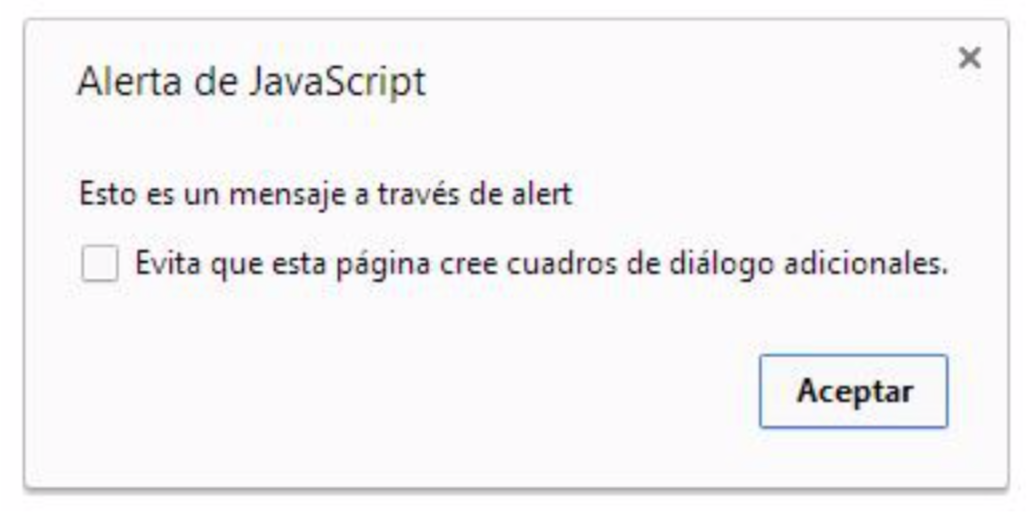 Alerta de JavaScript
Esto es un mensaje a través de alert
Evita que esta página cree cuadros de diálogo adicionales.
Aceptar